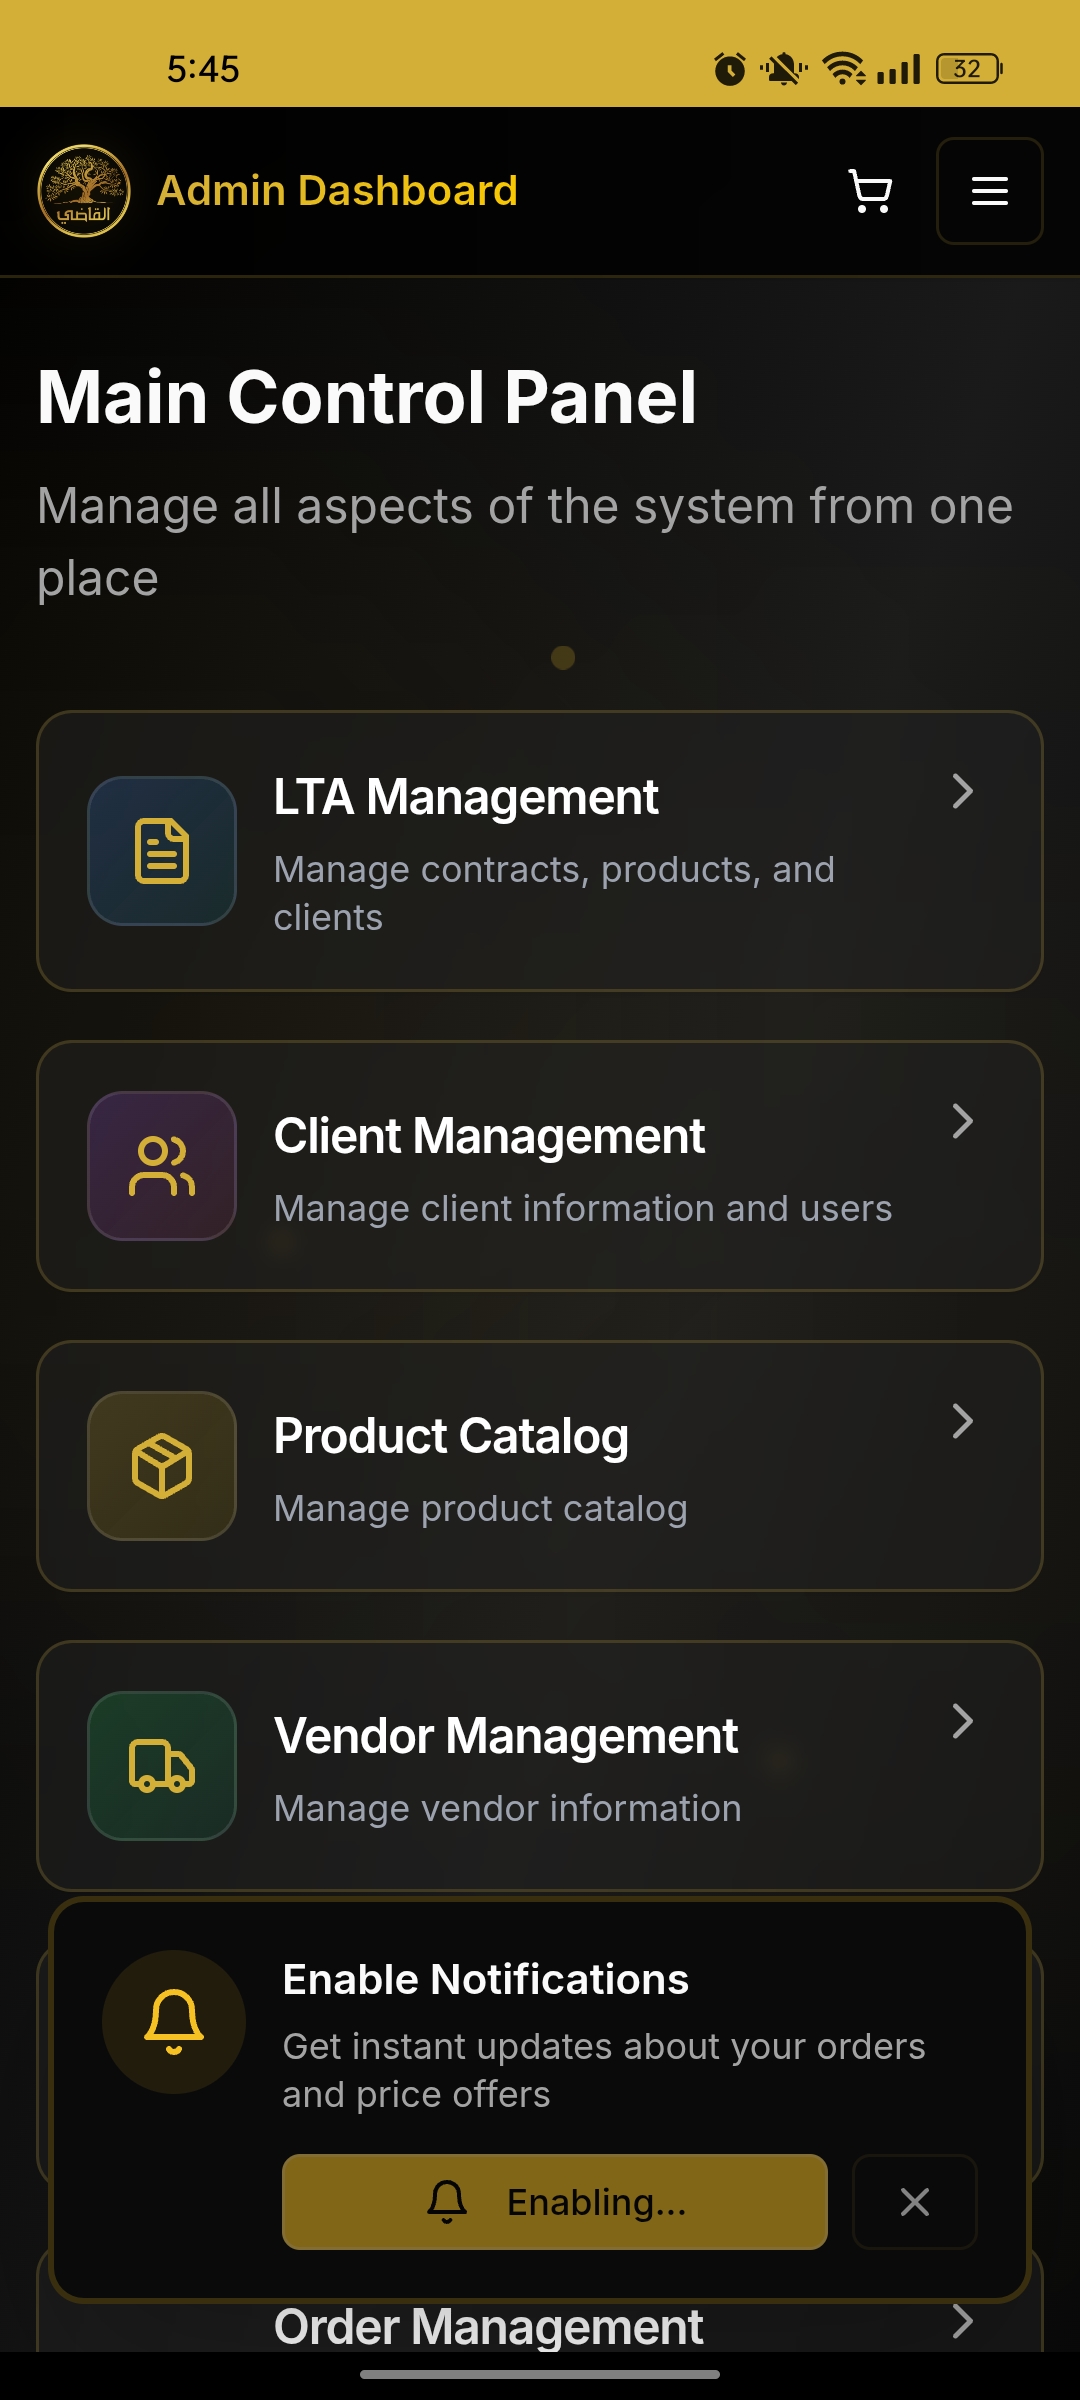 5:45
32
القاضي
Admin Dashboard
Main Control Panel
Manage all aspects of the system from one
place
LTA Management
Manage contracts, products, and
clients
Client Management
Manage client information and users
Product Catalog
Manage product catalog
Vendor Management
Manage vendor information
Enable Notifications
Get instant updates about your orders
and price offers
Enabling...
Order Management